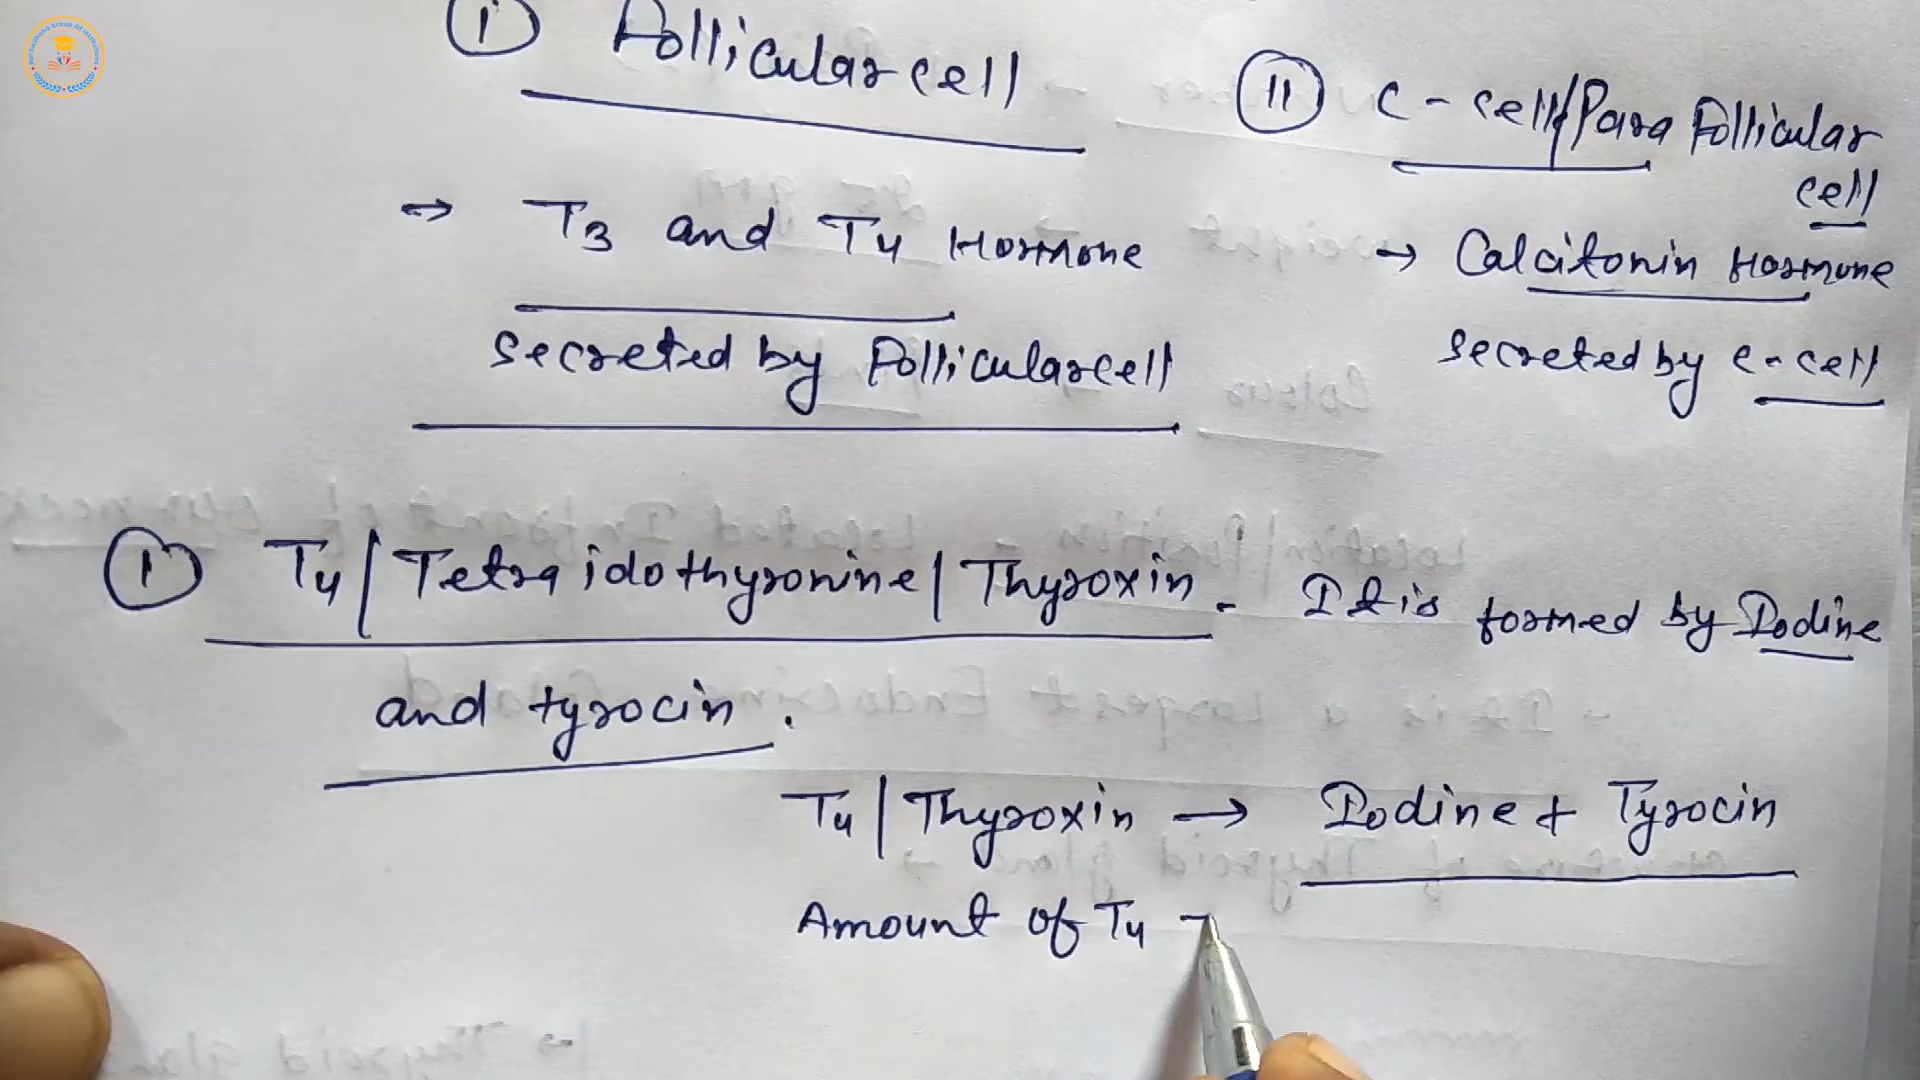 I Follicular cell
II C-cell/Para Follicular cell
→ T3 and T4 Hormone
secreted by Follicular cell
→ Calcitonin Hormone
secreted by c-cell
I T4 / Tetra idothyronine / Thyroxin - It is formed by Iodine
and tyrocin.
T4 / Thyroxin → Iodine + Tyrocin
Amount of T4 -